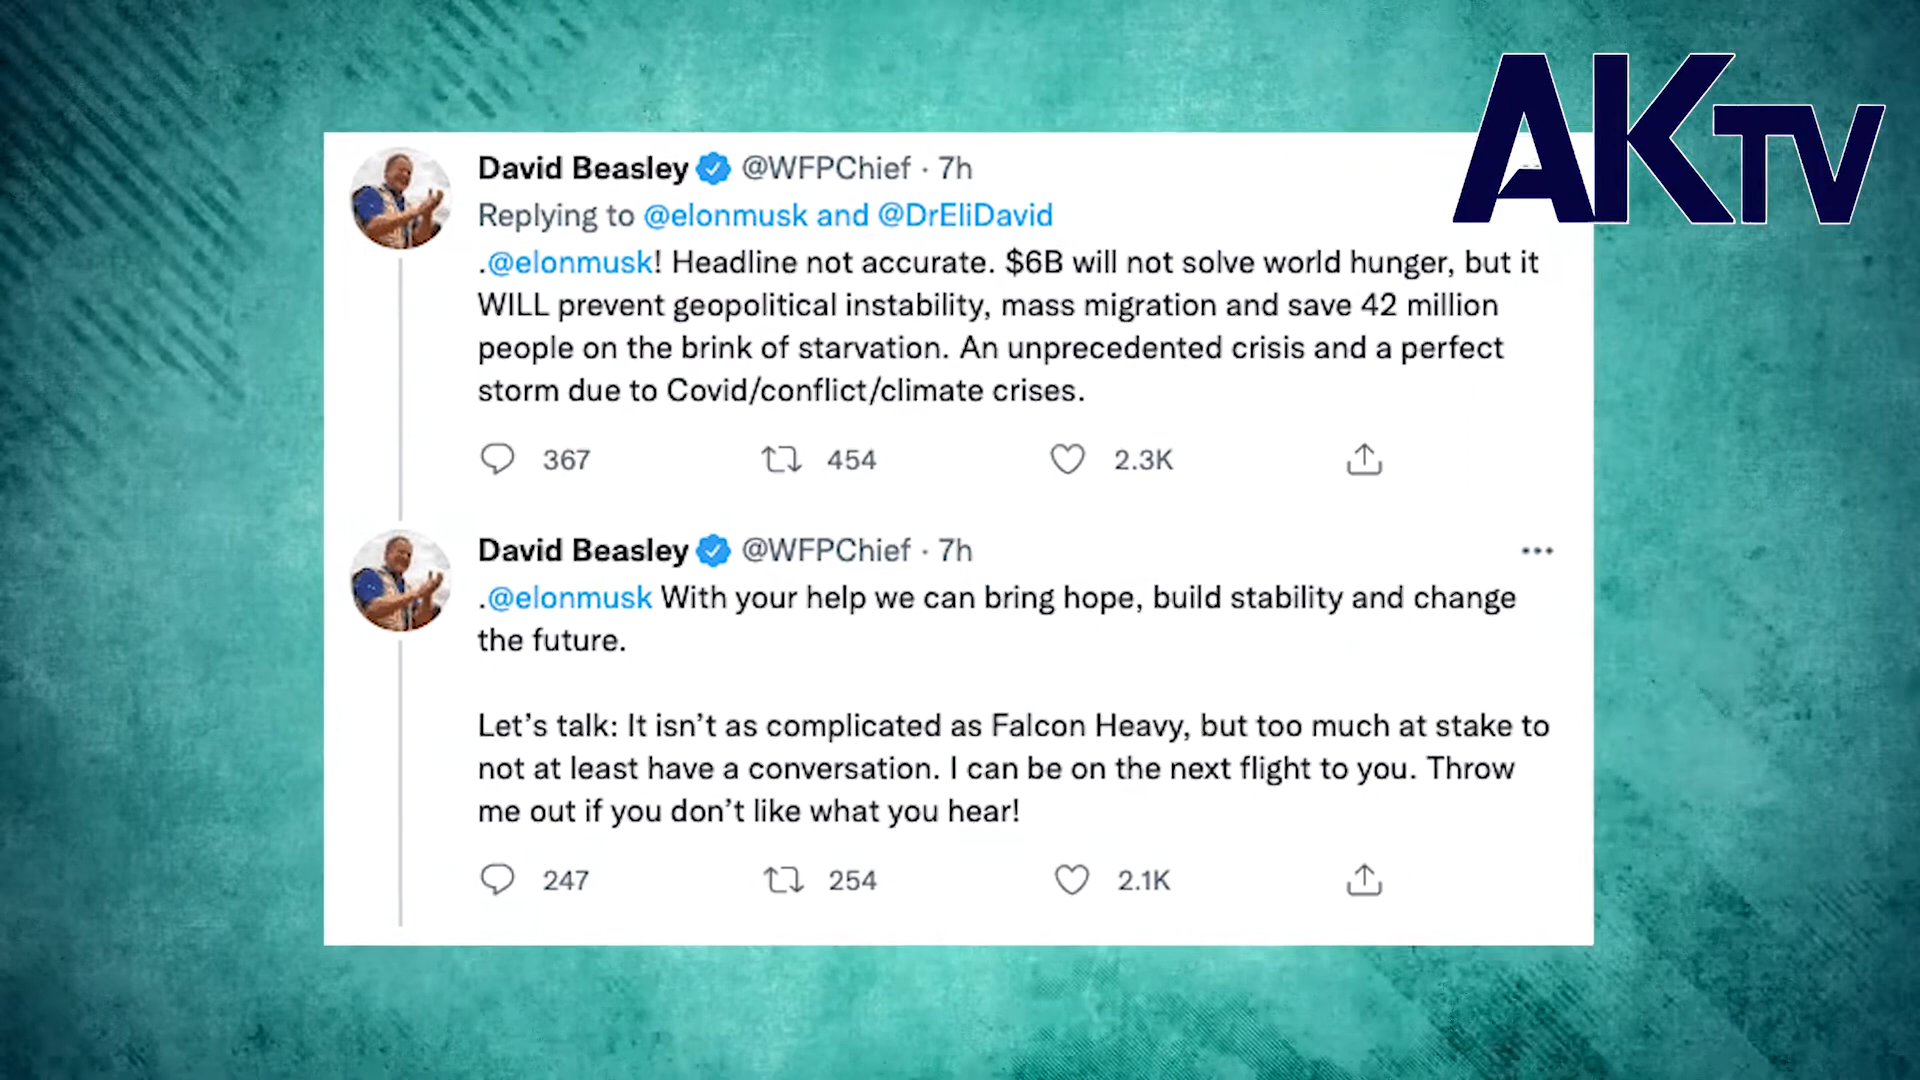 AKTV
David Beasley @WFPChief · 7h
Replying to @elonmusk and @DrEliDavid
.@elonmusk! Headline not accurate. $6B will not solve world hunger, but it
WILL prevent geopolitical instability, mass migration and save 42 million
people on the brink of starvation. An unprecedented crisis and a perfect
storm due to Covid/conflict/climate crises.
367 454 2.3K
David Beasley @WFPChief · 7h
.@elonmusk With your help we can bring hope, build stability and change
the future.
Let’s talk: It isn’t as complicated as Falcon Heavy, but too much at stake to
not at least have a conversation. I can be on the next flight to you. Throw
me out if you don’t like what you hear!
247 254 2.1K